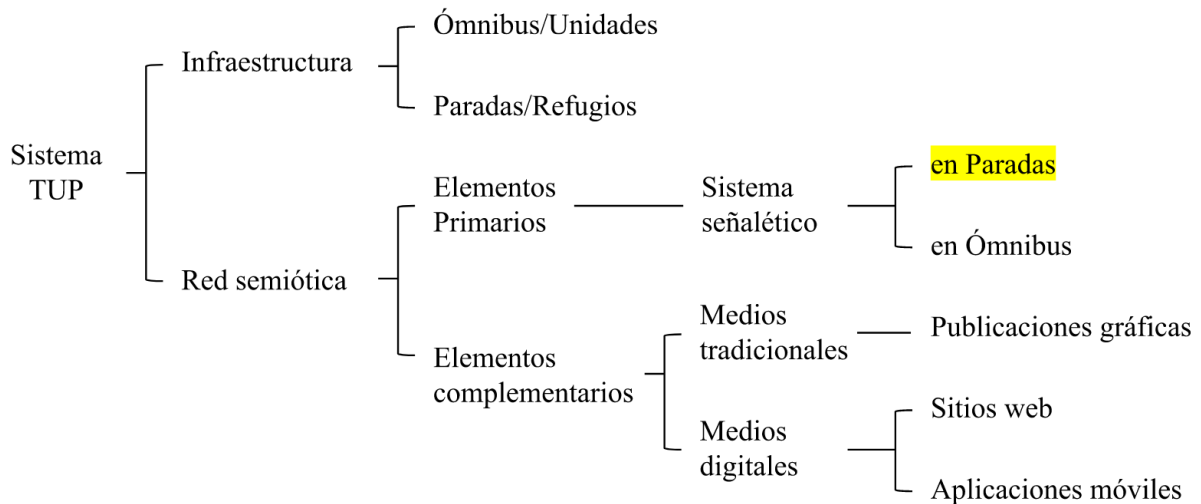 Sistema
TUP
Infraestructura
Ómnibus/Unidades
Paradas/Refugios
Red semiótica
Elementos
Primarios
Sistema
señalético
en Paradas
en Ómnibus
Elementos
complementarios
Medios
tradicionales
Publicaciones gráficas
Medios
digitales
Sitios web
Aplicaciones móviles